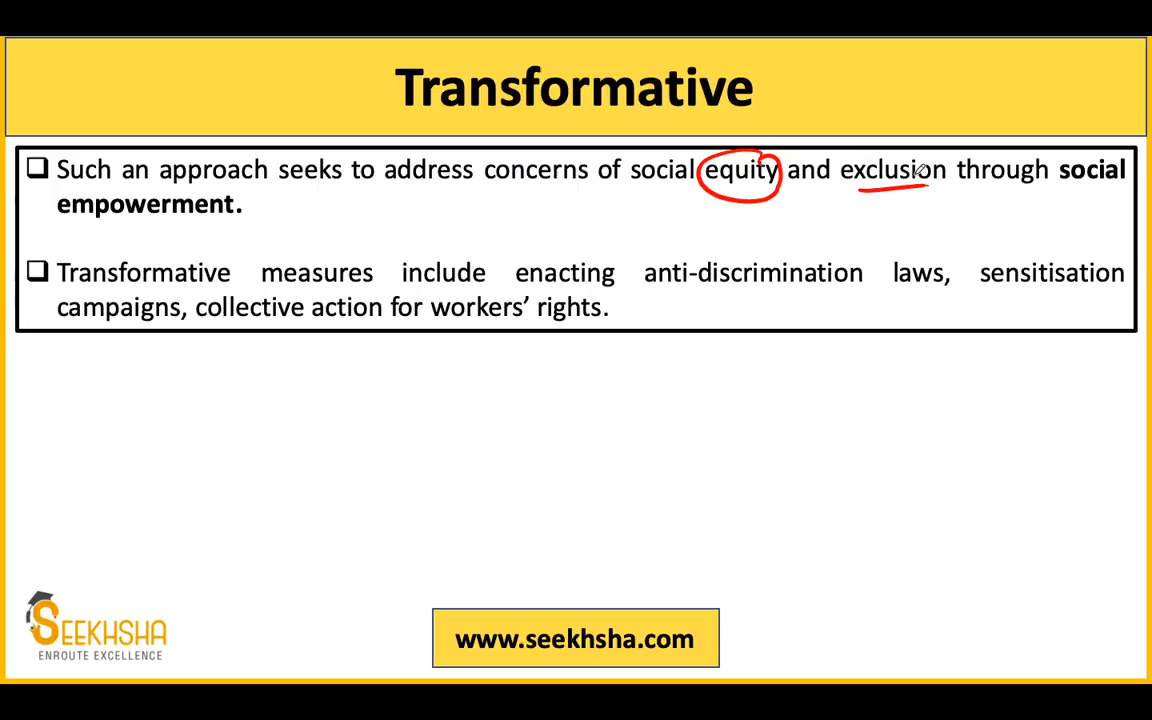 Transformative
Such an approach seeks to address concerns of social equity and exclusion through social
empowerment.
Transformative measures include enacting anti-discrimination laws, sensitisation
campaigns, collective action for workers’ rights.
SEEKHSHA
ENROUTE EXCELLENCE
www.seekhsha.com